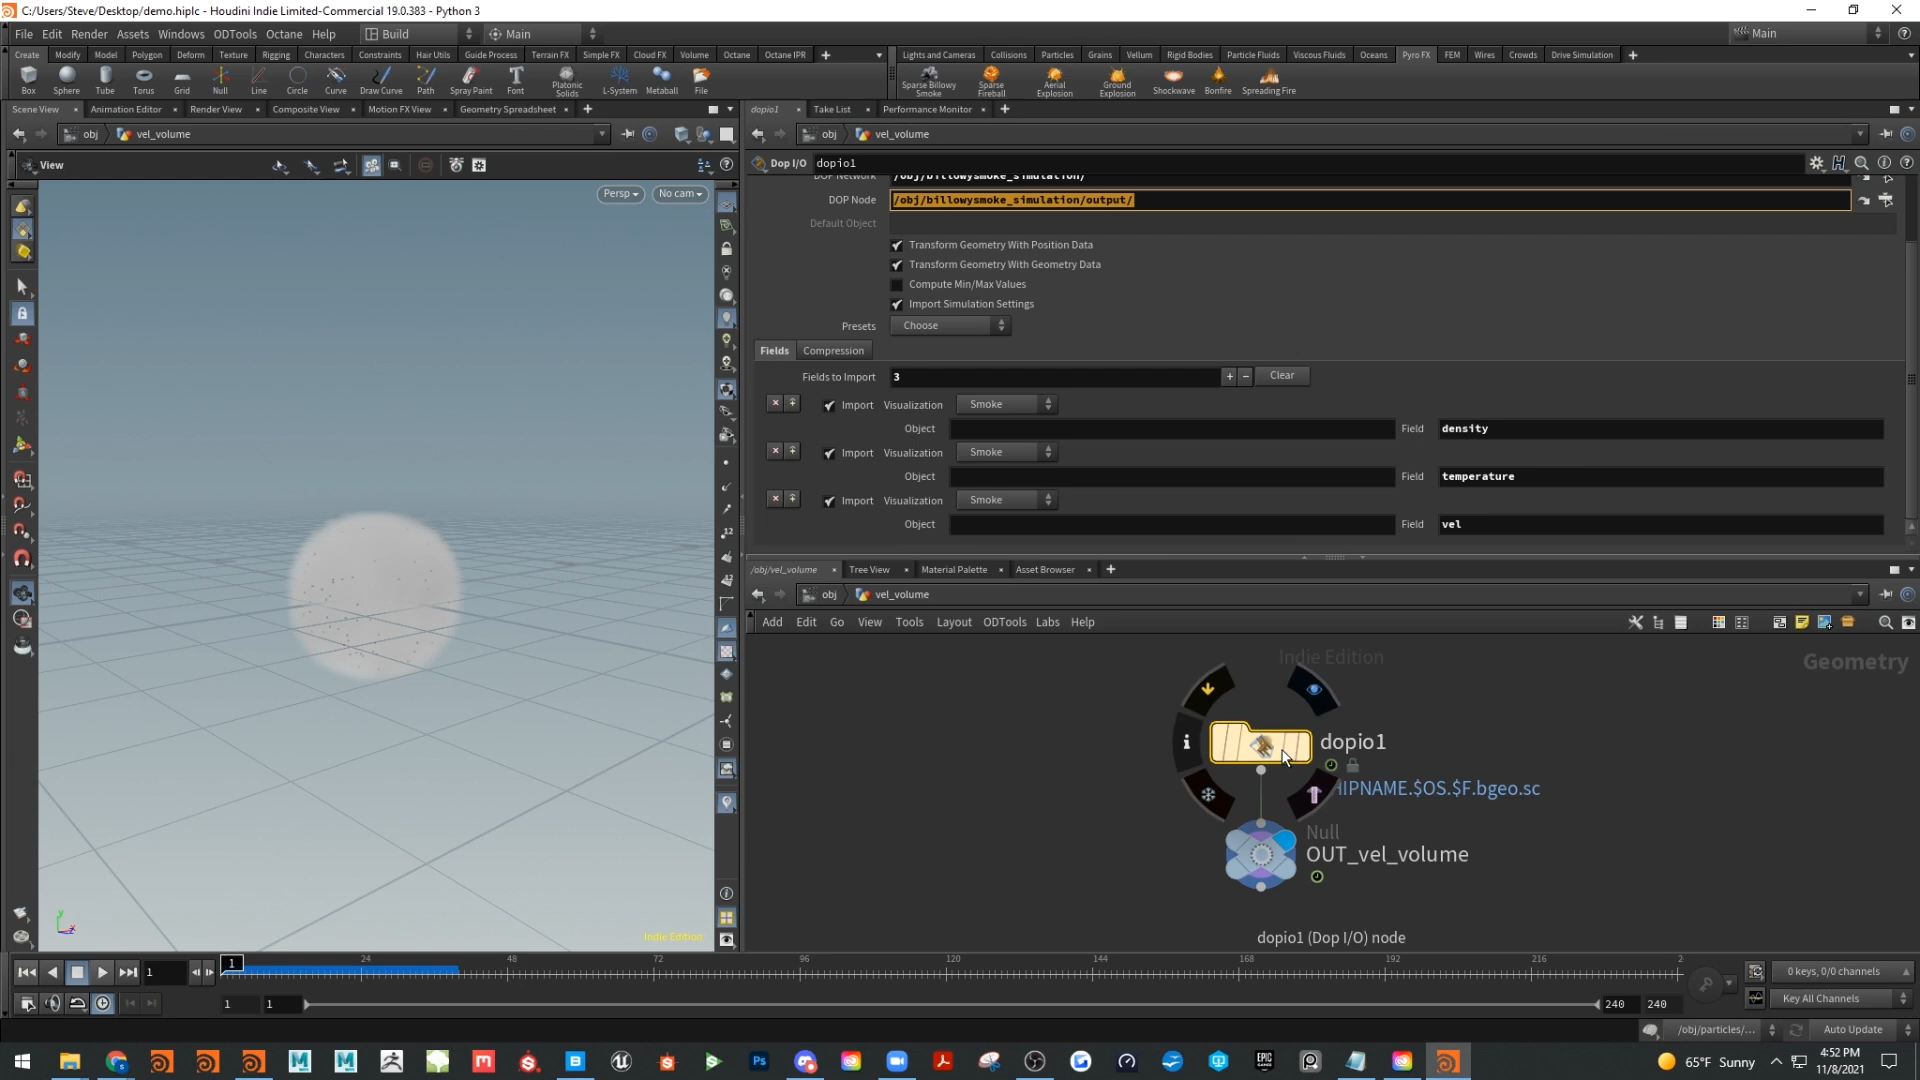 C:/Users/Steve/Desktop/demo.hiplc - Houdini Indie Limited-Commercial 19.0.383 - Python 3
File Edit Render Assets Windows ODTools Octane Help Build Main Main
Create Modify Model Polygon Deform Texture Rigging Characters Constraints Hair Utils Guide Process Terrain FX Simple FX Cloud FX Volume Octane Octane IPR
Lights and Cameras Collisions Particles Grains Vellum Rigid Bodies Particle Fluids Viscous Fluids Oceans Pyro FX FEM Wires Crowds Drive Simulation
Box Sphere Tube Torus Grid Null Line Circle Curve Draw Curve Path Spray Paint Font Platonic Solids L-System Metaball File
Sparse Billowy Smoke Sparse Fireball Aerial Explosion Ground Explosion Shockwave Bonfire Spreading Fire
Scene View Animation Editor Render View Composite View Motion FX View Geometry Spreadsheet
dopio1 Take List Performance Monitor
obj vel_volume
obj vel_volume
View
Persp No cam
Indie Edition
Dop I/O dopio1
DOP Network /obj/billowysmoke_simulation/
DOP Node /obj/billowysmoke_simulation/output/
Default Object
Transform Geometry With Position Data
Transform Geometry With Geometry Data
Compute Min/Max Values
Import Simulation Settings
Presets Choose
Fields Compression
Fields to Import 3 + - Clear
Import Visualization Smoke
Object Field density
Import Visualization Smoke
Object Field temperature
Import Visualization Smoke
Object Field vel
/obj/vel_volume Tree View Material Palette Asset Browser
obj vel_volume
Add Edit Go View Tools Layout ODTools Labs Help
Indie Edition
Geometry
dopio1
HIPNAME.$OS.$F.bgeo.sc
Null
OUT_vel_volume
dopio1 (Dop I/O) node
1 1 24 48 72 96 120 144 168 192 216 2
0 keys, 0/0 channels
1 1 240 240
Key All Channels
/obj/particles/... Auto Update
65°F Sunny
4:52 PM
11/8/2021